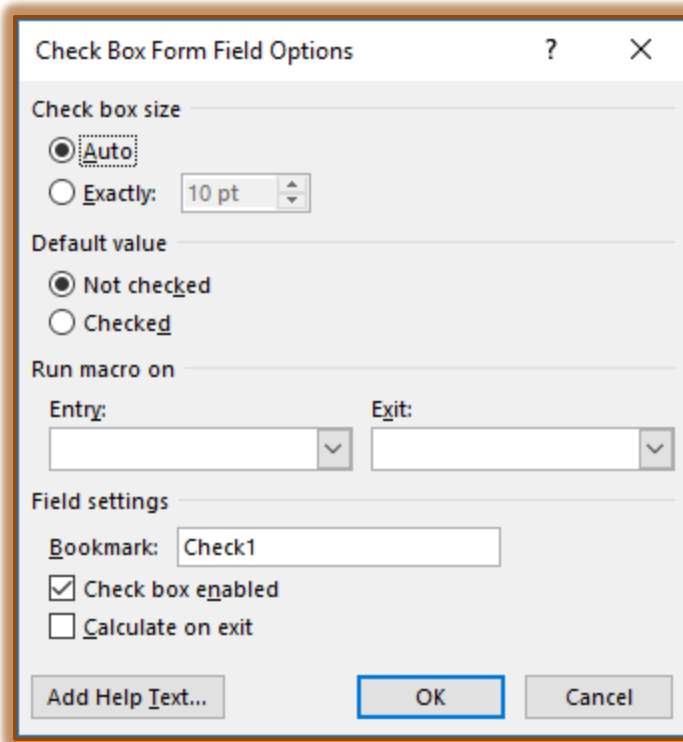 Check Box Form Field Options ?
Check box size
Auto
Exactly: 10 pt
Default value
Not checked
Checked
Run macro on
Entry: Exit:
Field settings
Bookmark: Check1
Check box enabled
Calculate on exit
Add Help Text... OK Cancel